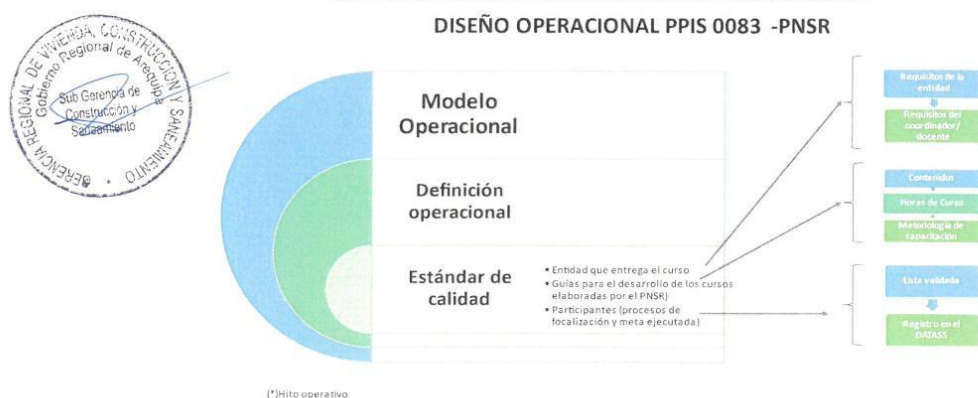 DISEÑO OPERACIONAL PPIS 0083 -PNSR
GERENCIA REGIONAL DE VIVIENDA, CONSTRUCCIÓN Y SANEAMIENTO
Gobierno Regional de Arequipa
Sub Gerencia de
Construcción y
Saneamiento
Modelo
Operacional
Definición
operacional
Estándar de
calidad
• Entidad que entrega el curso
• Guías para el desarrollo de los cursos
elaboradas por el PNSR)
• Participantes (procesos de
focalización y meta ejecutada)
Requisitos de la
entidad
Requisitos del
coordinador/
docente
Contenidos
Horas de Curso
Metodología de
capacitación
Lista validada
Registro en el
DATASS
(*)Hito operativo